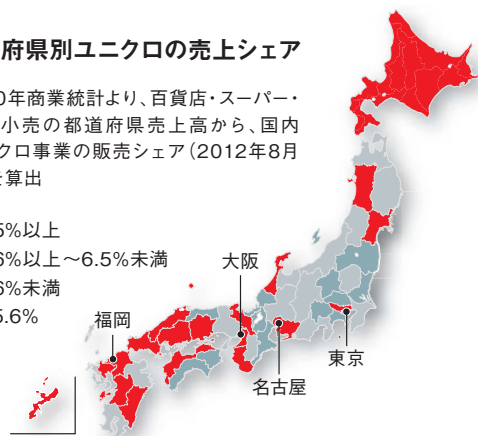 府県別ユニクロの売上シェア
0年商業統計より、百貨店・スーパー・
小売の都道府県売上高から、国内
クロ事業の販売シェア（2012年8月
を算出
5%以上
6%以上～6.5%未満
6%未満
5.6%
大阪
福岡
東京
名古屋